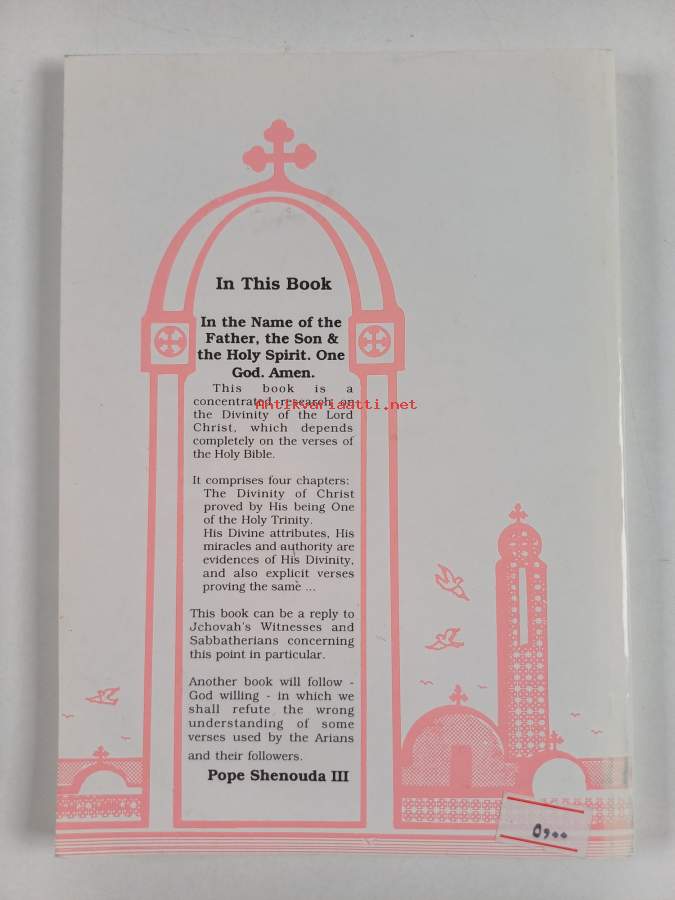 In This Book
In the Name of the
Father, the Son &
the Holy Spirit. One
God. Amen.
This book is a
concentrated research on
the Divinity of the Lord
Christ, which depends
completely on the verses of
the Holy Bible.
It comprises four chapters:
The Divinity of Christ
proved by His being One
of the Holy Trinity.
His Divine attributes, His
miracles and authority are
evidences of His Divinity,
and also explicit verses
proving the same ...
This book can be a reply to
Jehovah's Witnesses and
Sabbatherians concerning
this point in particular.
Another book will follow -
God willing - in which we
shall refute the wrong
understanding of some
verses used by the Arians
and their followers.
Pope Shenouda III
Antikvariaatti.net
٥,٠٠